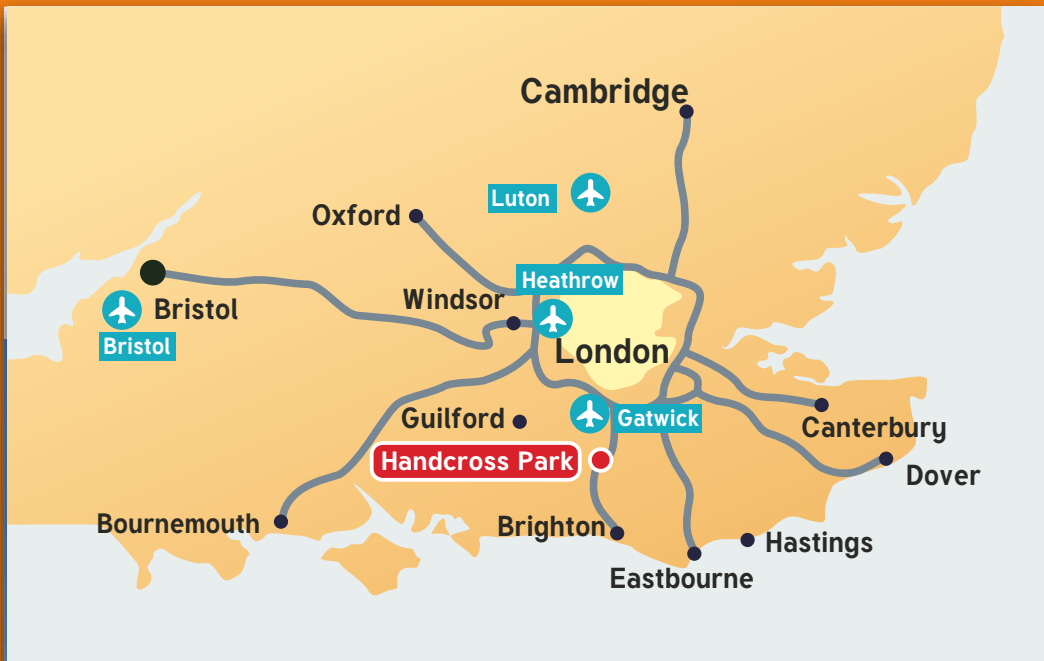 Cambridge
Luton
Oxford
Heathrow
Windsor
Bristol
Bristol
London
Guilford
Gatwick
Canterbury
Handcross Park
Dover
Bournemouth
Brighton
Hastings
Eastbourne